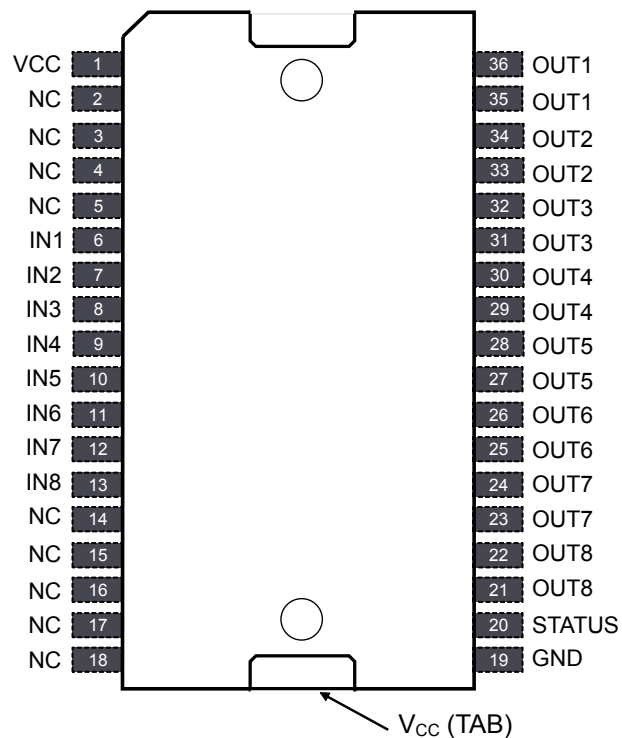 VCC 1 36 OUT1
NC 2 35 OUT1
NC 3 34 OUT2
NC 4 33 OUT2
NC 5 32 OUT3
IN1 6 31 OUT3
IN2 7 30 OUT4
IN3 8 29 OUT4
IN4 9 28 OUT5
IN5 10 27 OUT5
IN6 11 26 OUT6
IN7 12 25 OUT6
IN8 13 24 OUT7
NC 14 23 OUT7
NC 15 22 OUT8
NC 16 21 OUT8
NC 17 20 STATUS
NC 18 19 GND
VCC (TAB)